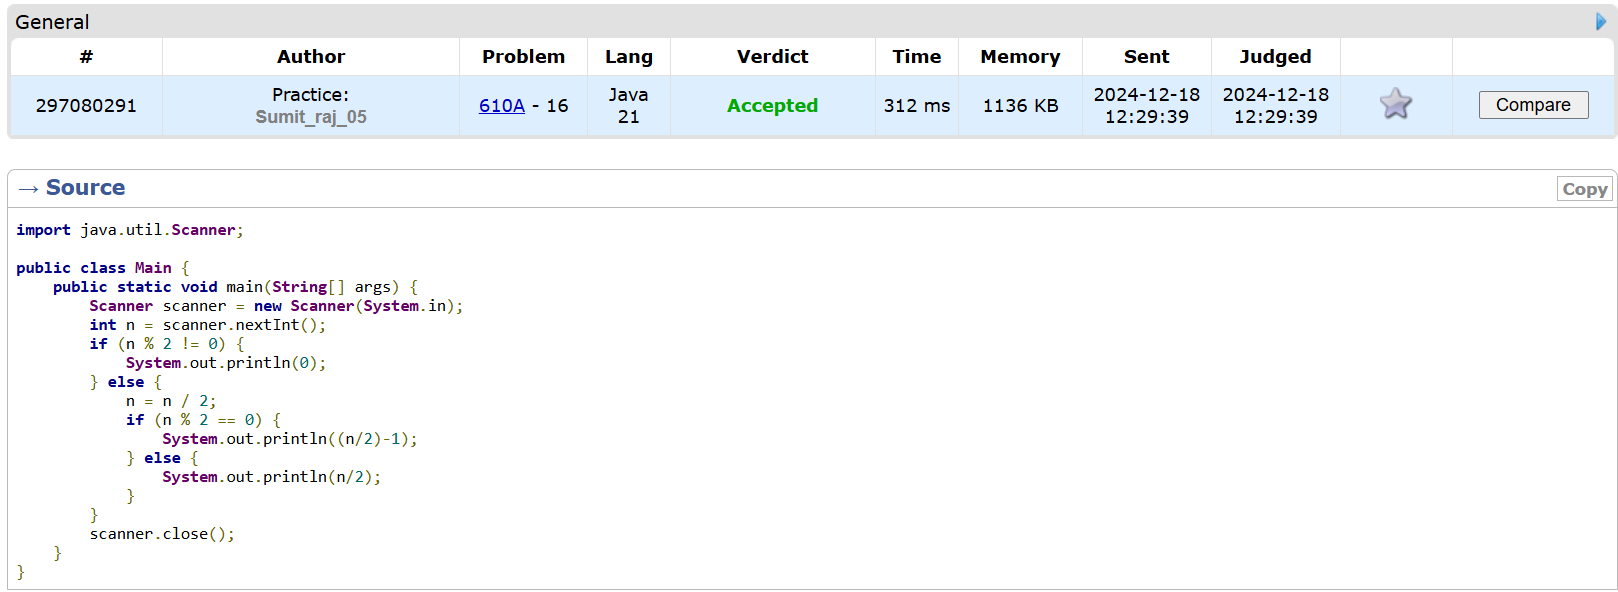 General
# Author Problem Lang Verdict Time Memory Sent Judged
297080291 Practice: Sumit_raj_05 610A - 16 Java 21 Accepted 312 ms 1136 KB 2024-12-18 12:29:39 2024-12-18 12:29:39 Compare
→ Source Copy
import java.util.Scanner;
public class Main {
    public static void main(String[] args) {
        Scanner scanner = new Scanner(System.in);
        int n = scanner.nextInt();
        if (n % 2 != 0) {
            System.out.println(0);
        } else {
            n = n / 2;
            if (n % 2 == 0) {
                System.out.println((n/2)-1);
            } else {
                System.out.println(n/2);
            }
        }
        scanner.close();
    }
}